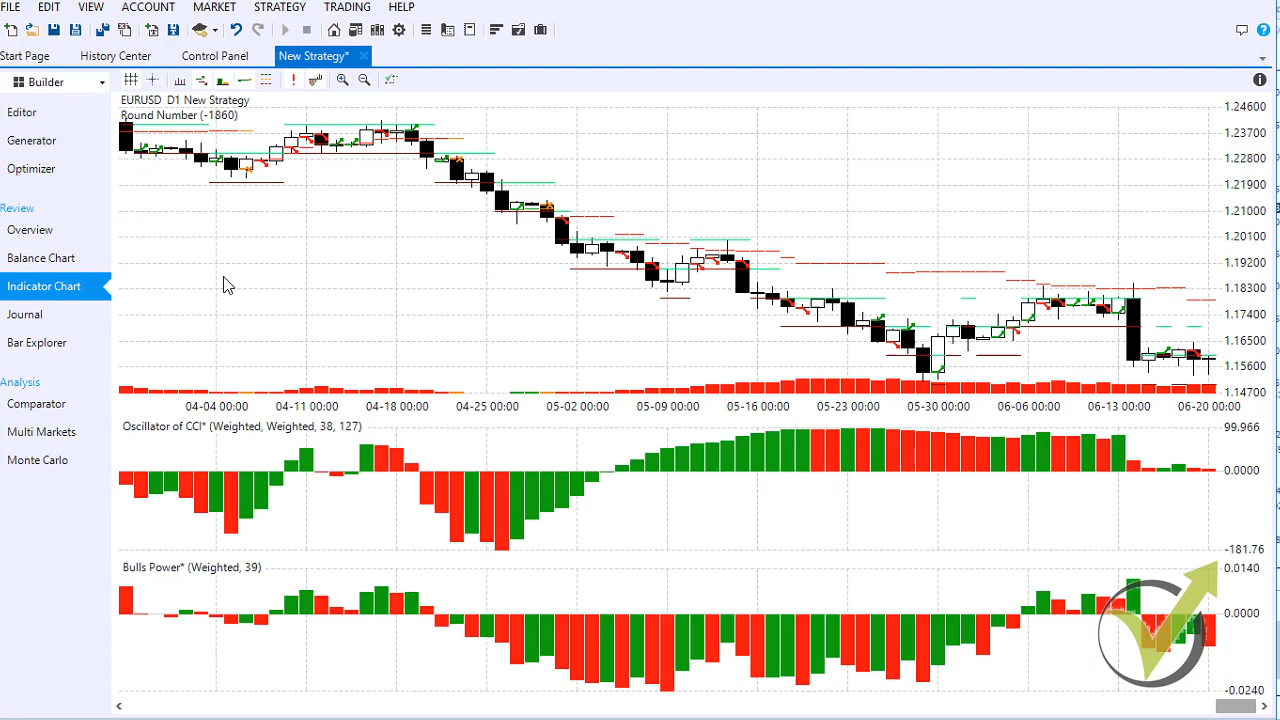 FILE EDIT VIEW ACCOUNT MARKET STRATEGY TRADING HELP
Start Page History Center Control Panel New Strategy*
Builder
Editor
Generator
Optimizer
Review
Overview
Balance Chart
Indicator Chart
Journal
Bar Explorer
Analysis
Comparator
Multi Markets
Monte Carlo
EURUSD D1 New Strategy
Round Number (-1860)
1.24600
1.23700
1.22800
1.21900
1.21000
1.20100
1.19200
1.18300
1.17400
1.16500
1.15600
1.14700
04-04 00:00 04-11 00:00 04-18 00:00 04-25 00:00 05-02 00:00 05-09 00:00 05-16 00:00 05-23 00:00 05-30 00:00 06-06 00:00 06-13 00:00 06-20 00:00
Oscillator of CCI* (Weighted, Weighted, 38, 127)
99.966
0.0000
-181.76
Bulls Power* (Weighted, 39)
0.0140
0.0000
-0.0240